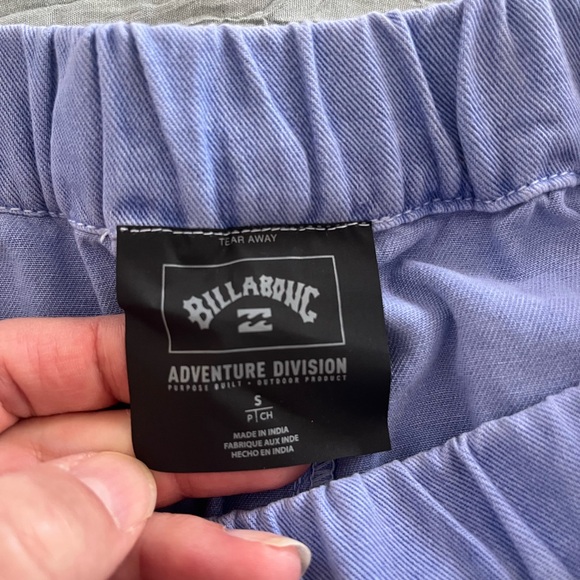 TEAR AWAY
BILLABONG
ADVENTURE DIVISION
PURPOSE BUILT - OUTDOOR PRODUCT
S
P | CH
MADE IN INDIA
FABRIQUE AUX INDE
HECHO EN INDIA